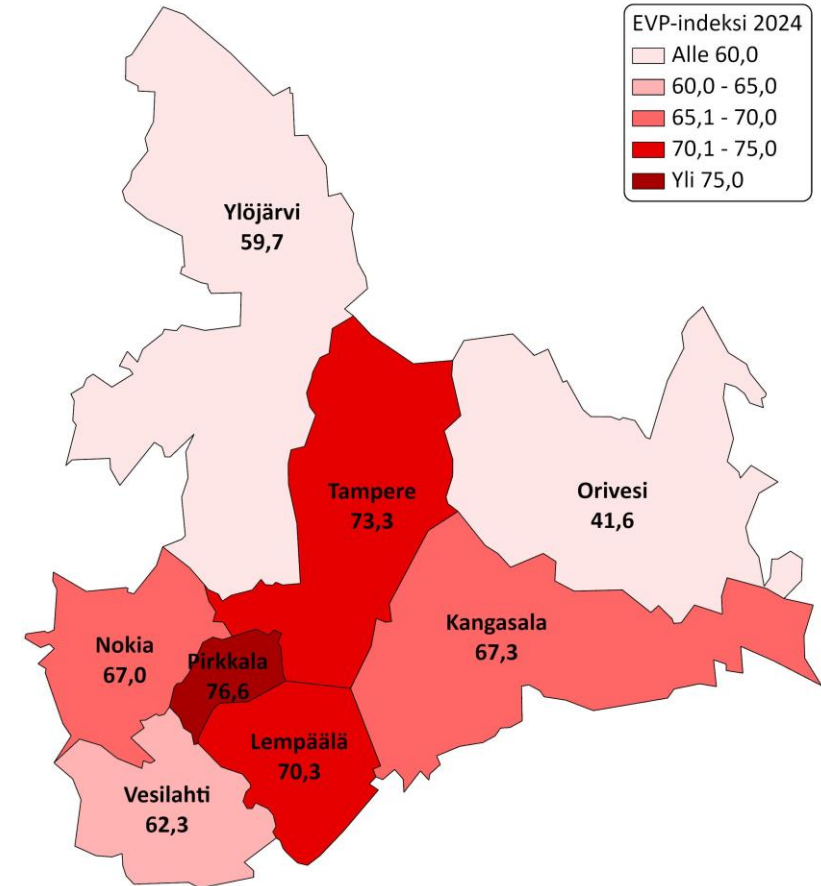 EVP-indeksi 2024
Alle 60,0
60,0 - 65,0
65,1 - 70,0
70,1 - 75,0
Yli 75,0
Ylöjärvi
59,7
Tampere
73,3
Orivesi
41,6
Kangasala
67,3
Nokia
67,0
Pirkkala
76,6
Lempäälä
70,3
Vesilahti
62,3